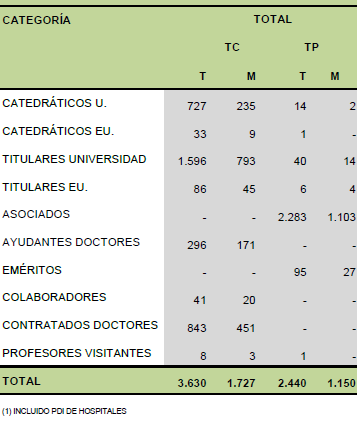 CATEGORÍA TOTAL
TC TP
T M T M
CATEDRÁTICOS U. 727 235 14 2
CATEDRÁTICOS EU. 33 9 1 -
TITULARES UNIVERSIDAD 1.596 793 40 14
TITULARES EU. 86 45 6 4
ASOCIADOS - - 2.283 1.103
AYUDANTES DOCTORES 296 171 - -
EMÉRITOS - - 95 27
COLABORADORES 41 20 - -
CONTRATADOS DOCTORES 843 451 - -
PROFESORES VISITANTES 8 3 1 -
TOTAL 3.630 1.727 2.440 1.150
(1) INCLUIDO PDI DE HOSPITALES